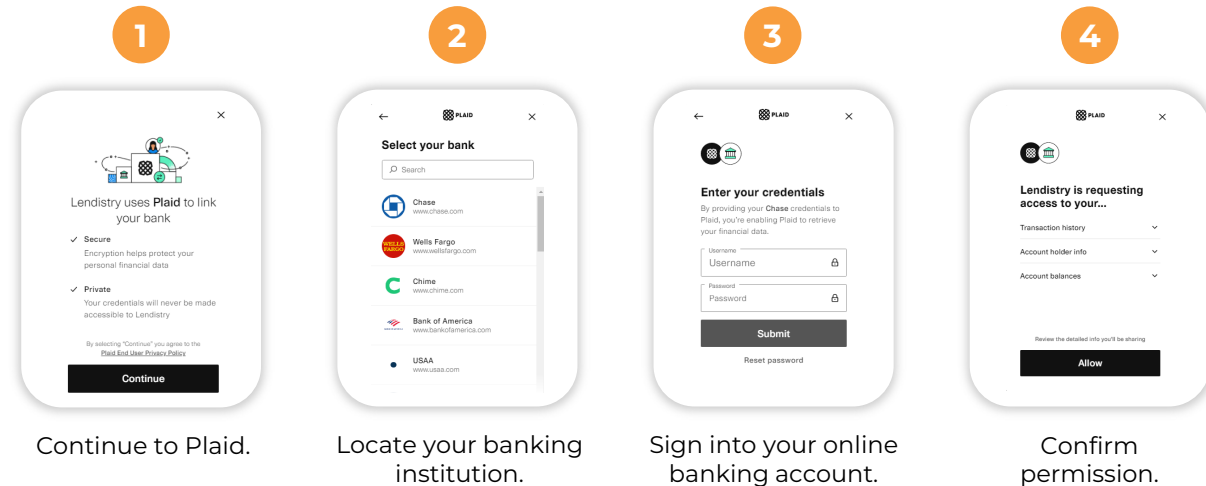 1
Lendistry uses Plaid to link
your bank
Secure
Encryption helps protect your
personal financial data
Private
Your credentials will never be made
accessible to Lendistry
By selecting "Continue" you agree to the
Plaid End User Privacy Policy
Continue
Continue to Plaid.
2
PLAID
Select your bank
Search
Chase
www.chase.com
WELLS
FARGO
Wells Fargo
www.wellsfargo.com
Chime
www.chime.com
Bank of America
www.bankofamerica.com
USAA
www.usaa.com
Locate your banking
institution.
3
PLAID
Enter your credentials
By providing your Chase credentials to
Plaid, you're enabling Plaid to retrieve
your financial data.
Username
Username
Password
Password
Submit
Reset password
Sign into your online
banking account.
4
PLAID
Lendistry is requesting
access to your...
Transaction history
Account holder info
Account balances
Review the detailed info you'll be sharing
Allow
Confirm
permission.